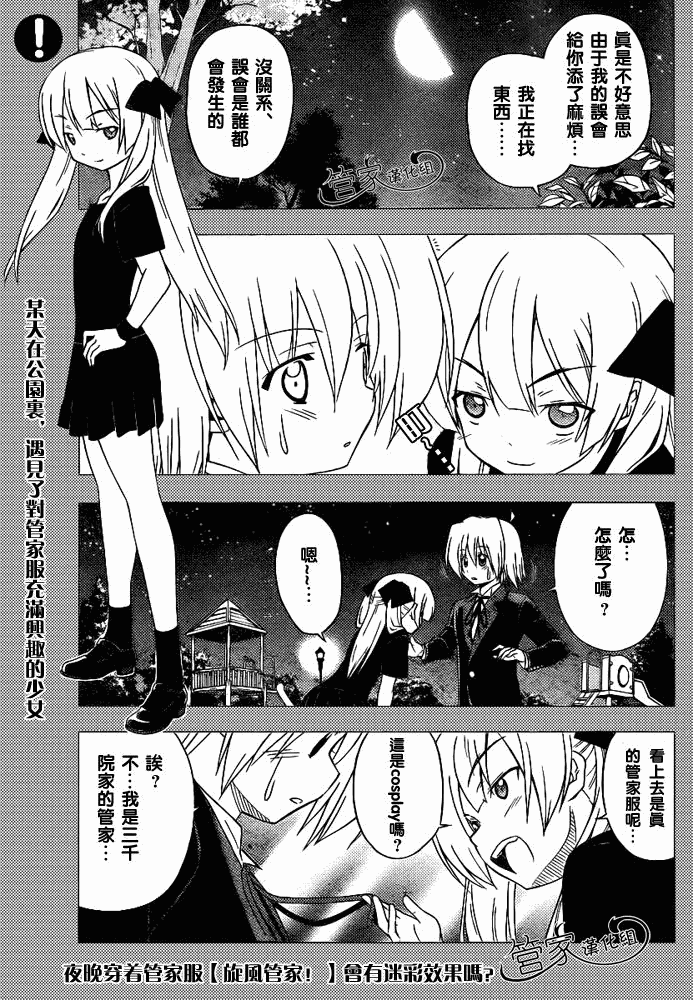 真是不好意思
由于我的誤會
給你添了麻煩…
我正在找
東西……
沒關系、
誤會是誰都
會發生的
管家漢化組
盯…
怎…
怎麼了嗎?
嗯~~……
看上去是真
的管家服呢…
這是cosploy嗎?
誒?
不…我是三千
院家的管家…
!
某天在公園裏,遇見了對管家服充滿興趣的少女
管家漢化組
夜晚穿着管家服【旋風管家!】會有迷彩效果嗎?